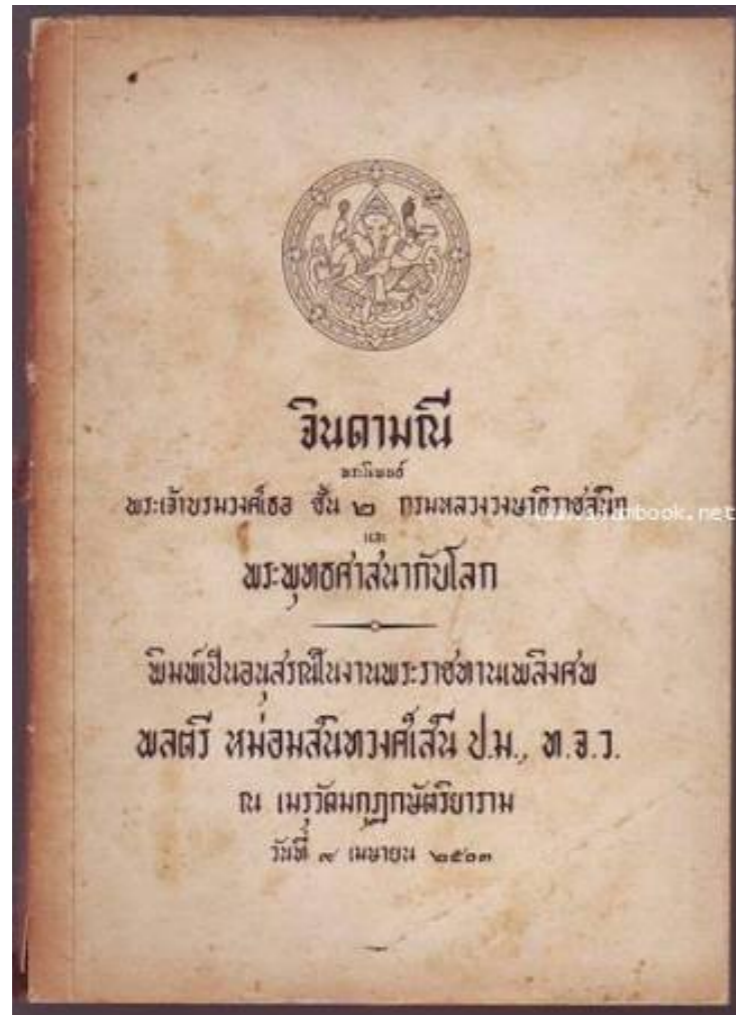 จินดามณี
พระนิพนธ์
พระเจ้าบรมวงศ์เธอ ชั้น ๒ กรมหลวงวงษาธิราชสนิท
และ
พระพุทธศาสนากับโลก
พิมพ์เป็นอนุสรณ์ในงานพระราชทานเพลิงศพ
พลตรี หม่อมสนิทวงศ์เสนี ป.ม., ท.จ.ว.
ณ เมรุวัดมกุฏกษัตริยาราม
วันที่ ๙ เมษายน ๒๕๐๓